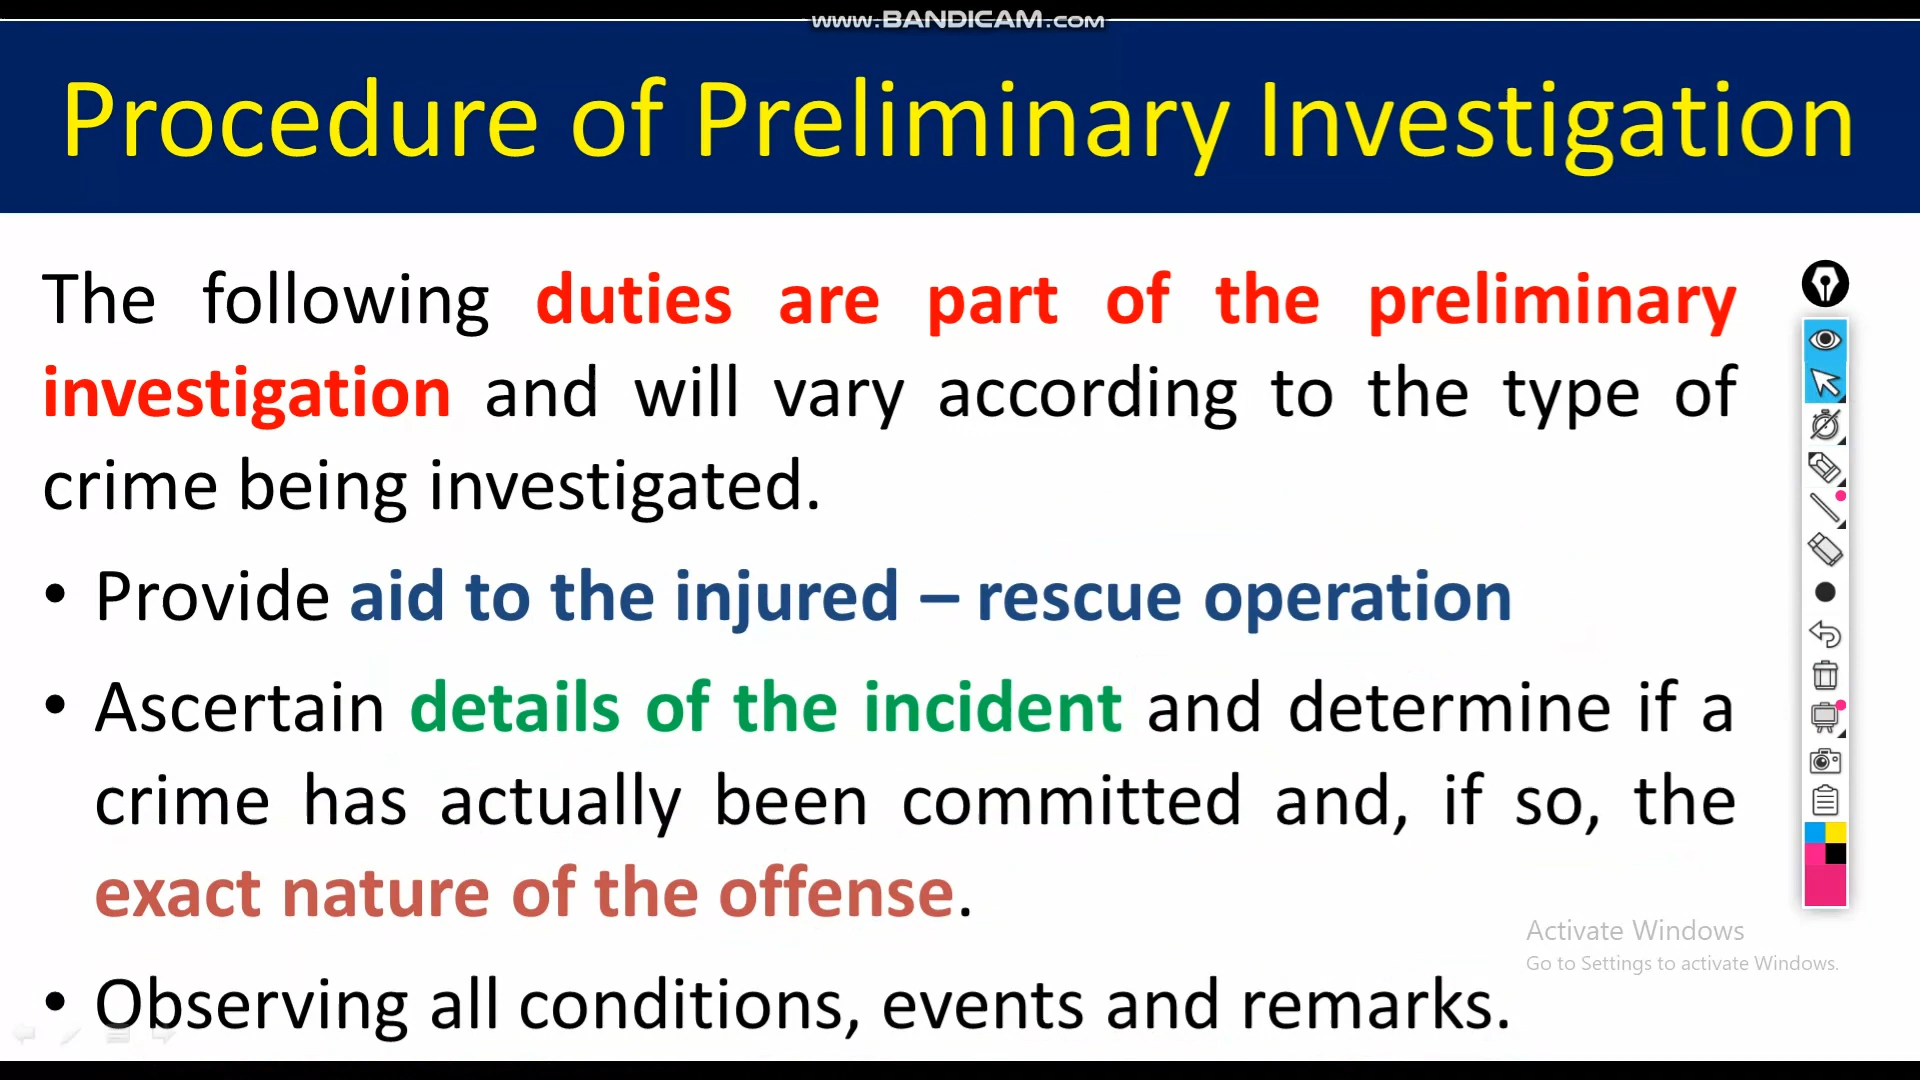 www.BANDICAM.com
Procedure of Preliminary Investigation
The following duties are part of the preliminary
investigation and will vary according to the type of
crime being investigated.
• Provide aid to the injured – rescue operation
• Ascertain details of the incident and determine if a
crime has actually been committed and, if so, the
exact nature of the offense.
Activate Windows
Go to Settings to activate Windows.
• Observing all conditions, events and remarks.